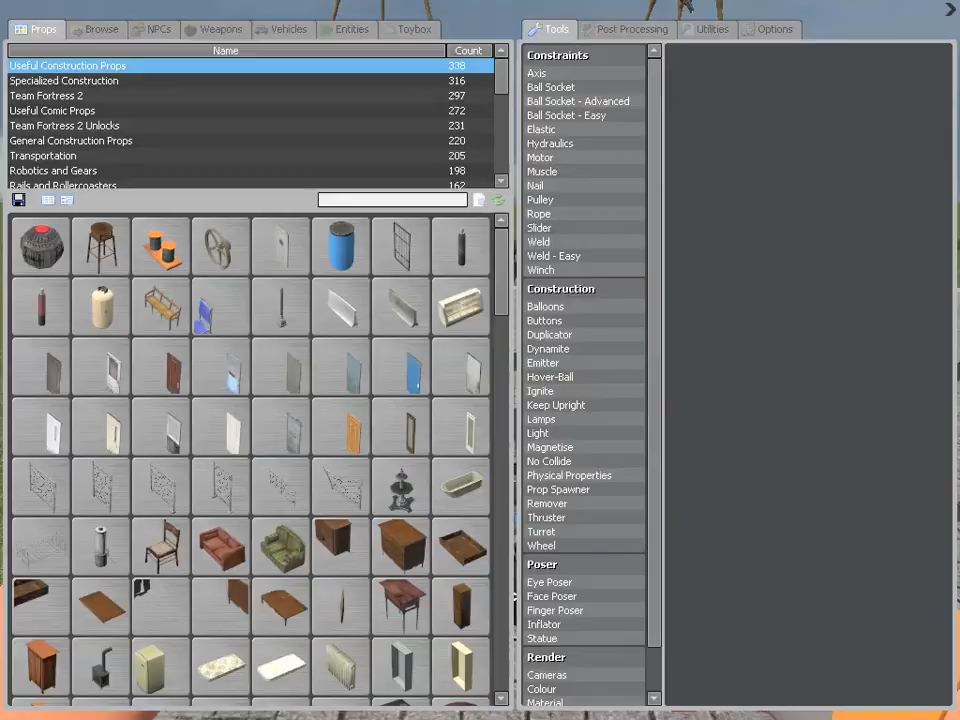 Props Browse NPCs Weapons Vehicles Entities Toybox
Name Count
Useful Construction Props 338
Specialized Construction 316
Team Fortress 2 297
Useful Comic Props 272
Team Fortress 2 Unlocks 231
General Construction Props 220
Transportation 205
Robotics and Gears 198
Rails and Rollercoasters 162
Tools Post Processing Utilities Options
Constraints
Axis
Ball Socket
Ball Socket - Advanced
Ball Socket - Easy
Elastic
Hydraulics
Motor
Muscle
Nail
Pulley
Rope
Slider
Weld
Weld - Easy
Winch
Construction
Balloons
Buttons
Duplicator
Dynamite
Emitter
Hover-Ball
Ignite
Keep Upright
Lamps
Light
Magnetise
No Collide
Physical Properties
Prop Spawner
Remover
Thruster
Turret
Wheel
Poser
Eye Poser
Face Poser
Finger Poser
Inflator
Statue
Render
Cameras
Colour
Material